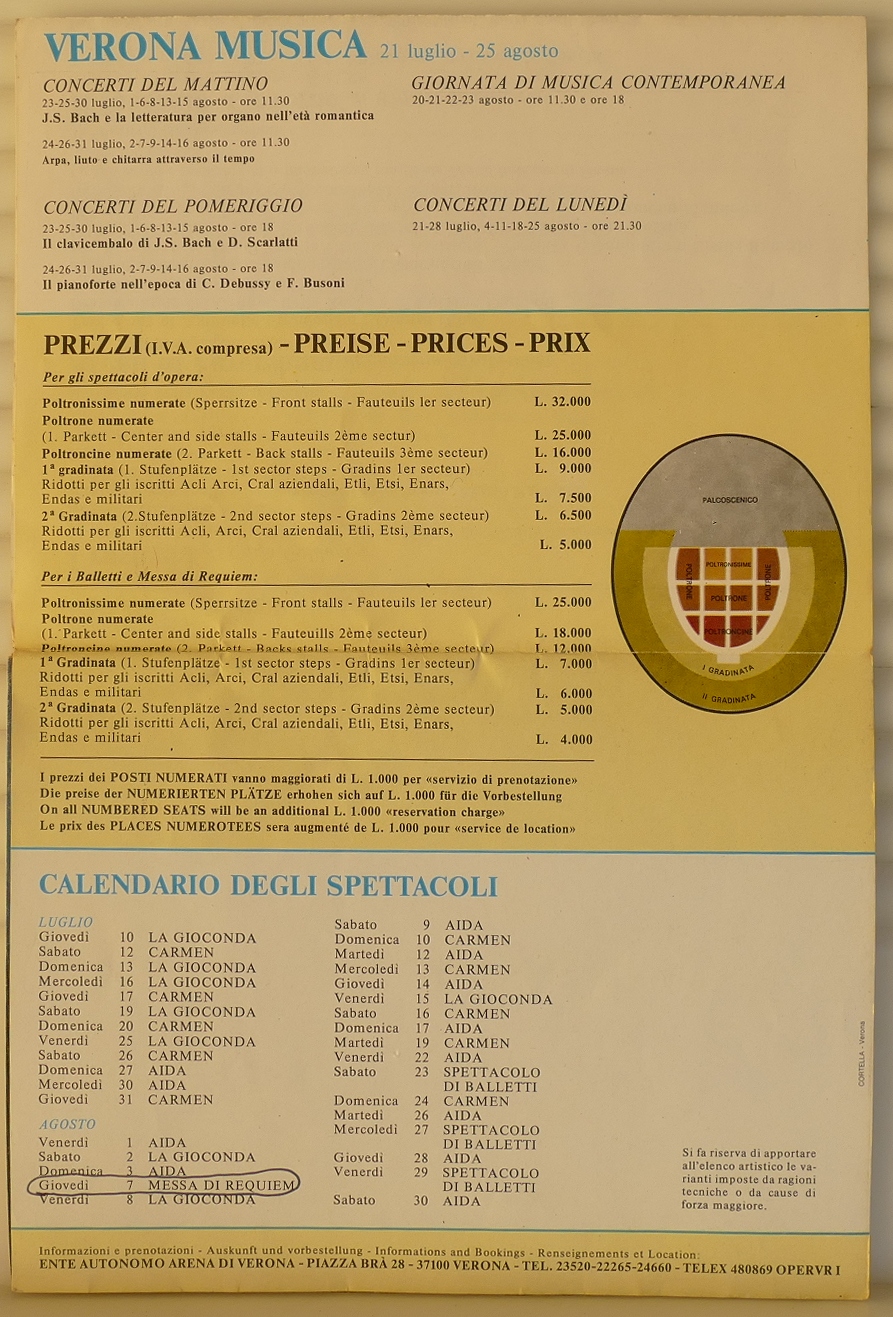 VERONA MUSICA 21 luglio - 25 agosto
CONCERTI DEL MATTINO
23-25-30 luglio, 1-6-8-13-15 agosto - ore 11.30
J.S. Bach e la letteratura per organo nell'età romantica
24-26-31 luglio, 2-7-9-14-16 agosto - ore 11.30
Arpa, liuto e chitarra attraverso il tempo
GIORNATA DI MUSICA CONTEMPORANEA
20-21-22-23 agosto - ore 11.30 e ore 18
CONCERTI DEL POMERIGGIO
23-25-30 luglio, 1-6-8-13-15 agosto - ore 18
Il clavicembalo di J.S. Bach e D. Scarlatti
24-26-31 luglio, 2-7-9-14-16 agosto - ore 18
Il pianoforte nell'epoca di C. Debussy e F. Busoni
CONCERTI DEL LUNEDÌ
21-28 luglio, 4-11-18-25 agosto - ore 21.30
PREZZI (I.V.A. compresa) - PREISE - PRICES - PRIX
Per gli spettacoli d'opera:
Poltronissime numerate (Sperrsitze - Front stalls - Fauteuils 1er secteur) L. 32.000
Poltrone numerate
(1. Parkett - Center and side stalls - Fauteuils 2ème sectur) L. 25.000
Poltroncine numerate (2. Parkett - Back stalls - Fauteuils 3ème secteur) L. 16.000
1ª gradinata (1. Stufenplätze - 1st sector steps - Gradins 1er secteur) L. 9.000
Ridotti per gli iscritti Acli Arci, Cral aziendali, Etli, Etsi, Enars,
Endas e militari L. 7.500
2ª Gradinata (2.Stufenplätze - 2nd sector steps - Gradins 2ème secteur) L. 6.500
Ridotti per gli iscritti Acli, Arci, Cral aziendali, Etli, Etsi, Enars,
Endas e militari L. 5.000
Per i Balletti e Messa di Requiem:
Poltronissime numerate (Sperrsitze - Front stalls - Fauteuils 1er secteur) L. 25.000
Poltrone numerate
(1. Parkett - Center and side stalls - Fauteuills 2ème secteur) L. 18.000
Poltroncine numerate (2. Parkett - Backs stalls - Fauteuils 3ème secteur) L. 12.000
1ª Gradinata (1. Stufenplätze - 1st sector steps - Gradins 1er secteur) L. 7.000
Ridotti per gli iscritti Acli, Arci, Cral aziendali, Etli, Etsi, Enars,
Endas e militari L. 6.000
2ª Gradinata (2. Stufenplätze - 2nd sector steps - Gradins 2ème secteur) L. 5.000
Ridotti per gli iscritti Acli, Arci, Cral aziendali, Etli, Etsi, Enars,
Endas e militari L. 4.000
PALCOSCENICO
POLTRONISSIME
POLTRONE
POLTRONE
POLTRONE
POLTRONCINE
I GRADINATA
II GRADINATA
I prezzi dei POSTI NUMERATI vanno maggiorati di L. 1.000 per «servizio di prenotazione»
Die preise der NUMERIERTEN PLÄTZE erhohen sich auf L. 1.000 für die Vorbestellung
On all NUMBERED SEATS will be an additional L. 1.000 «reservation charge»
Le prix des PLACES NUMEROTEES sera augmenté de L. 1.000 pour «service de location»
CALENDARIO DEGLI SPETTACOLI
LUGLIO
Giovedì 10 LA GIOCONDA
Sabato 12 CARMEN
Domenica 13 LA GIOCONDA
Mercoledì 16 LA GIOCONDA
Giovedì 17 CARMEN
Sabato 19 LA GIOCONDA
Domenica 20 CARMEN
Venerdì 25 LA GIOCONDA
Sabato 26 CARMEN
Domenica 27 AIDA
Mercoledì 30 AIDA
Giovedì 31 CARMEN
AGOSTO
Venerdì 1 AIDA
Sabato 2 LA GIOCONDA
Domenica 3 AIDA
Giovedì 7 MESSA DI REQUIEM
Venerdì 8 LA GIOCONDA
Sabato 9 AIDA
Domenica 10 CARMEN
Martedì 12 AIDA
Mercoledì 13 CARMEN
Giovedì 14 AIDA
Venerdì 15 LA GIOCONDA
Sabato 16 CARMEN
Domenica 17 AIDA
Martedì 19 CARMEN
Venerdì 22 AIDA
Sabato 23 SPETTACOLO
DI BALLETTI
Domenica 24 CARMEN
Martedì 26 AIDA
Mercoledì 27 SPETTACOLO
DI BALLETTI
Giovedì 28 AIDA
Venerdì 29 SPETTACOLO
DI BALLETTI
Sabato 30 AIDA
Si fa riserva di apportare
all'elenco artistico le va-
rianti imposte da ragioni
tecniche o da cause di
forza maggiore.
CORTELLA - Verona
Informazioni e prenotazioni - Auskunft und vorbestellung - Informations and Bookings - Renseignements et Location:
ENTE AUTONOMO ARENA DI VERONA - PIAZZA BRÀ 28 - 37100 VERONA - TEL. 23520-22265-24660 - TELEX 480869 OPERVR I